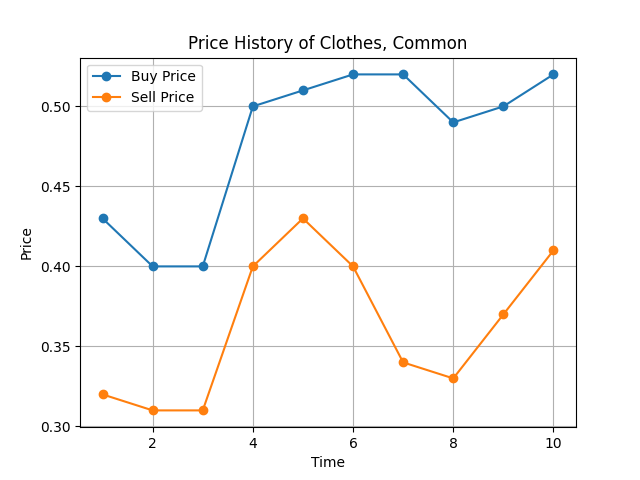 Price History of Clothes, Common
Buy Price
Sell Price
0.50
0.45
0.40
0.35
0.30
Price
2 4 6 8 10
Time